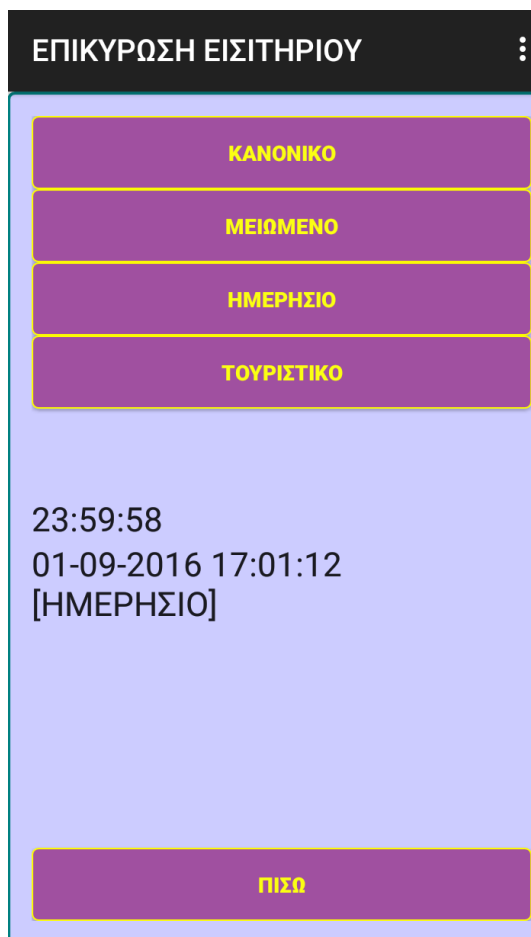 ΕΠΙΚΥΡΩΣΗ ΕΙΣΙΤΗΡΙΟΥ
ΚΑΝΟΝΙΚΟ
ΜΕΙΩΜΕΝΟ
ΗΜΕΡΗΣΙΟ
ΤΟΥΡΙΣΤΙΚΟ
23:59:58
01-09-2016 17:01:12
[ΗΜΕΡΗΣΙΟ]
ΠΙΣΩ